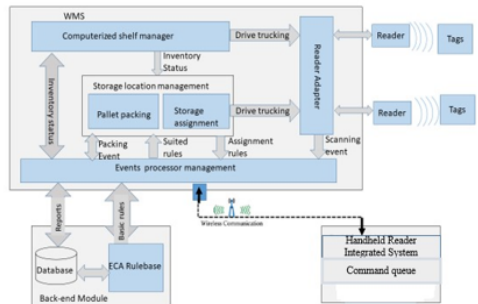 WMS
Computerized shelf manager
Drive trucking
Reader Adapter
Reader
Tags
Inventory
Status
Inventory status
Storage location management
Pallet packing
Storage
assignment
Drive trucking
Reader
Tags
Packing
Event
Suited
rules
Assignment
rules
Scanning
event
Events processor management
Reports
Basic rules
Wireless Communication
Database
ECA Rulebase
Back-end Module
Handheld Reader
Integrated System
Command queue